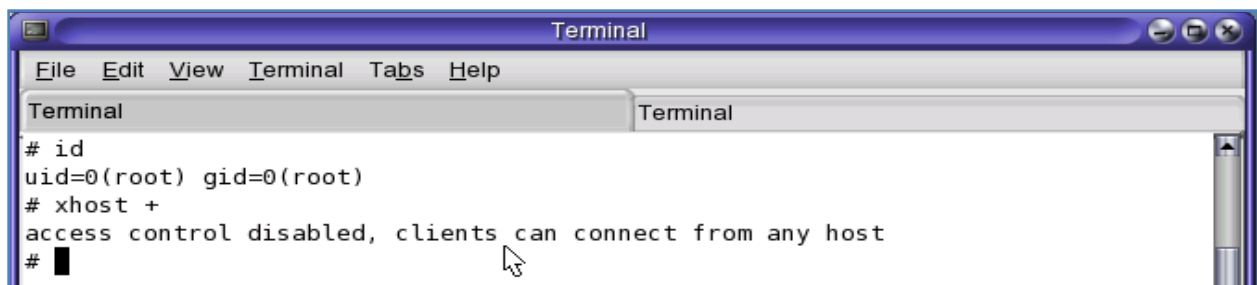 Terminal
File Edit View Terminal Tabs Help
Terminal Terminal
# id
uid=0(root) gid=0(root)
# xhost +
access control disabled, clients can connect from any host
#